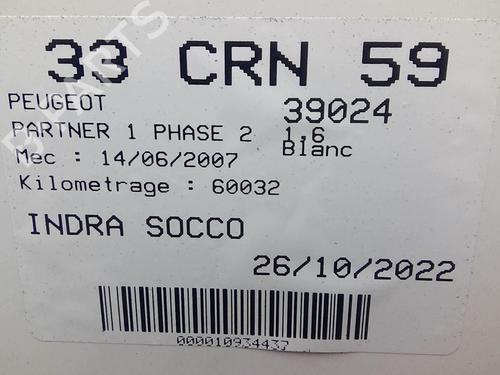 33 CRN 59
PEUGEOT 39024
PARTNER 1 PHASE 2 1.6
Mec : 14/06/2007 Blanc
Kilometrage : 60032
INDRA SOCCO
26/10/2022
000010934437
B-PARTS